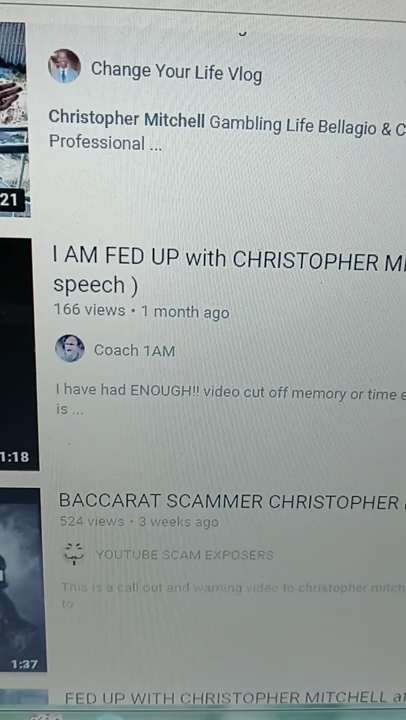 Change Your Life Vlog
Christopher Mitchell Gambling Life Bellagio & C
Professional ...
21
I AM FED UP with CHRISTOPHER MI
speech )
166 views • 1 month ago
Coach 1AM
I have had ENOUGH!! video cut off memory or time e
is ...
1:18
BACCARAT SCAMMER CHRISTOPHER
524 views • 3 weeks ago
YOUTUBE SCAM EXPOSERS
This is a call out and warning video to christopher mitch
to
1:37
FED UP WITH CHRISTOPHER MITCHELL at